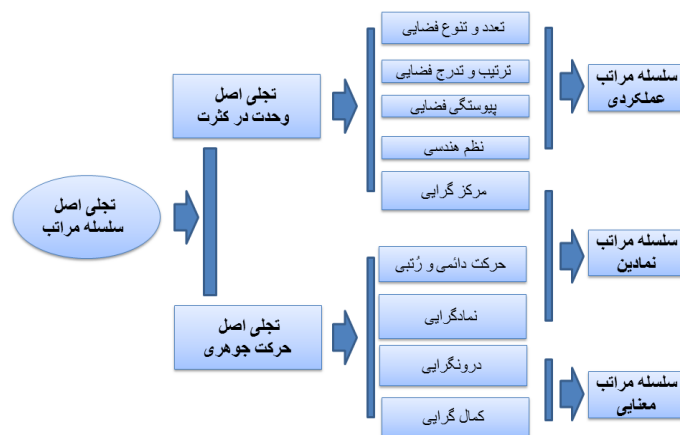 تجلی اصل
سلسله مراتب
تجلی اصل
وحدت در کثرت
تجلی اصل
حرکت جوهری
تعدد و تنوع فضایی
ترتیب و تدرج فضایی
پیوستگی فضایی
نظم هندسی
مرکز گرایی
حرکت دائمی و رُتبی
نمادگرایی
درونگرایی
کمال گرایی
سلسله مراتب
عملکردی
سلسله مراتب
نمادین
سلسله مراتب
معنایی